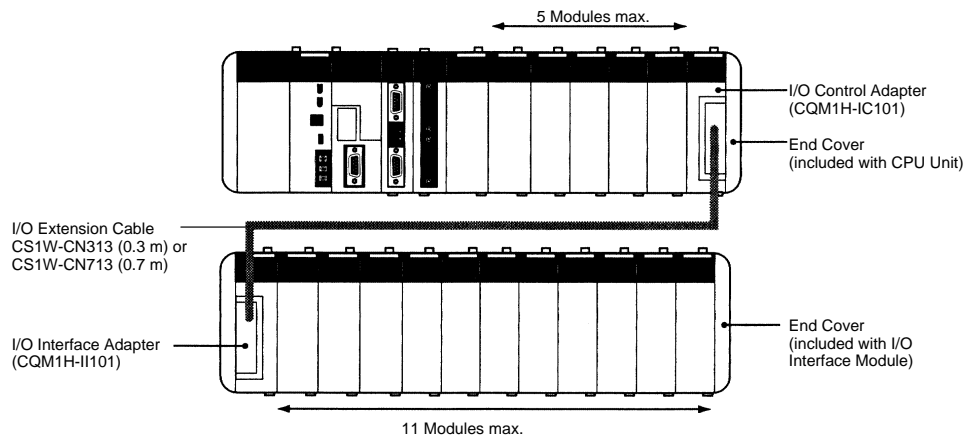 5 Modules max.
I/O Control Adapter
(CQM1H-IC101)
End Cover
(included with CPU Unit)
I/O Extension Cable
CS1W-CN313 (0.3 m) or
CS1W-CN713 (0.7 m)
I/O Interface Adapter
(CQM1H-II101)
End Cover
(included with I/O
Interface Module)
11 Modules max.